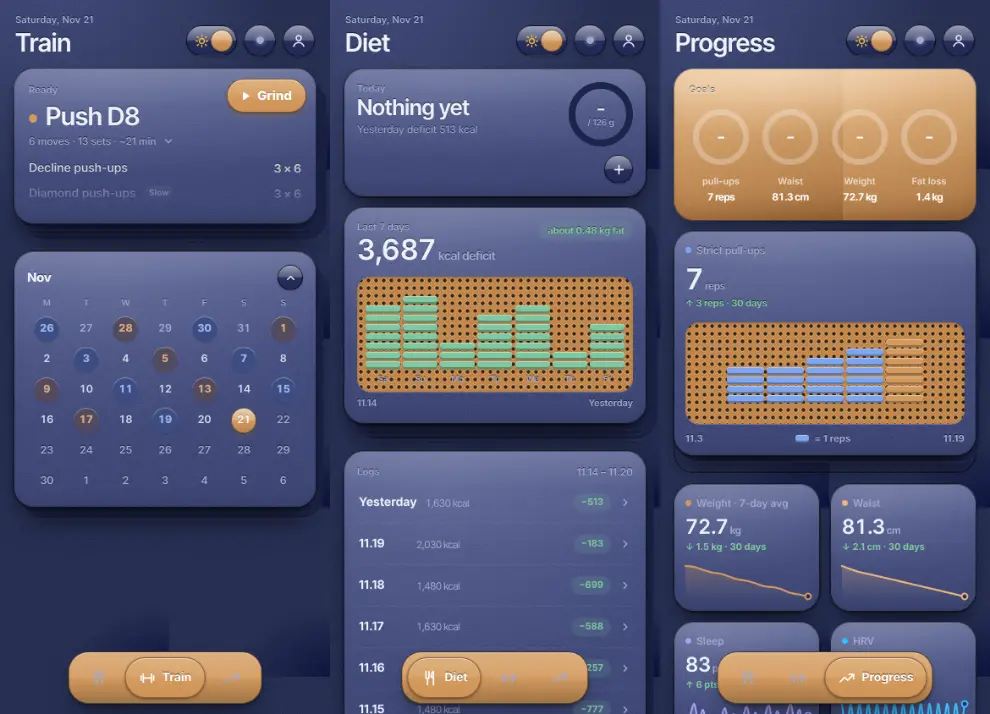 Saturday, Nov 21
Train
Ready
Grind
Push D8
6 moves · 13 sets · ~21 min
Decline push-ups 3 × 6
Diamond push-ups Slow 3 × 6
Nov
M T W T F S S
26 27 28 29 30 31 1
2 3 4 5 6 7 8
9 10 11 12 13 14 15
16 17 18 19 20 21 22
23 24 25 26 27 28 29
30 1 2 3 4 5 6
Train
Saturday, Nov 21
Diet
Today
Nothing yet
Yesterday deficit 513 kcal
-
/ 126 g
Last 7 days
about 0.48 kg fat
3,687 kcal deficit
11.14 Yesterday
Logs 11.14 – 11.20
Yesterday 1,630 kcal −513
11.19 2,030 kcal −183
11.18 1,480 kcal −699
11.17 1,630 kcal −588
11.16 257
11.15 1,480 kcal −777
Diet
Saturday, Nov 21
Progress
Goals
- - - -
pull-ups Waist Weight Fat loss
7 reps 81.3 cm 72.7 kg 1.4 kg
Strict pull-ups
7 reps
↑ 3 reps · 30 days
11.3 = 1 reps 11.19
Weight · 7-day avg
72.7 kg
↓ 1.5 kg · 30 days
Waist
81.3 cm
↓ 2.1 cm · 30 days
Sleep
83
↑ 6 pts
HRV
Progress